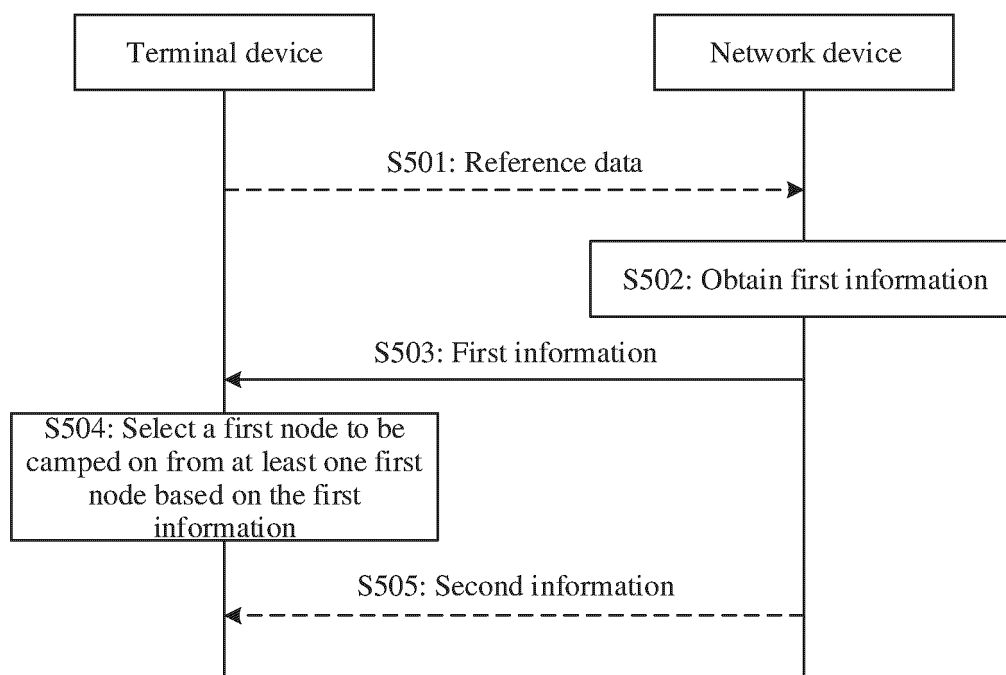 Terminal device
Network device
S501: Reference data
S502: Obtain first information
S503: First information
S504: Select a first node to be
camped on from at least one first
node based on the first
information
S505: Second information